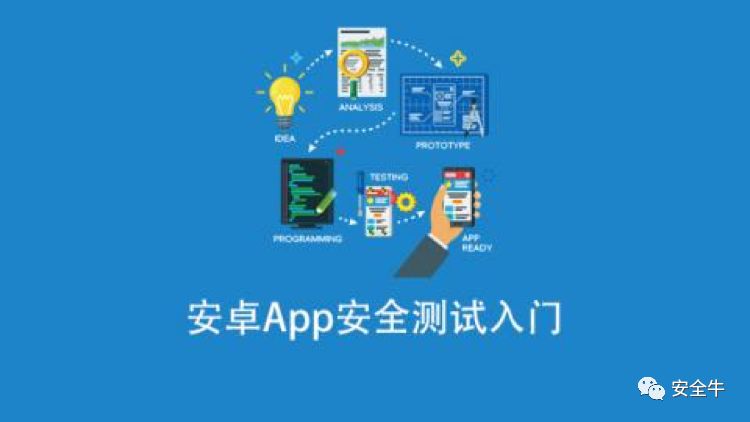 ANALYSIS
IDEA
PROTOTYPE
TESTING
PROGRAMMING
APP
READY
安卓App安全测试入门
安全牛